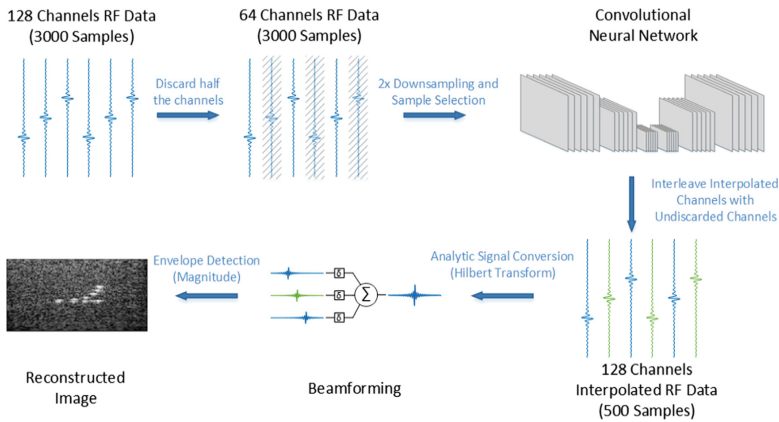 128 Channels RF Data
(3000 Samples)
64 Channels RF Data
(3000 Samples)
Convolutional
Neural Network
Discard half
the channels
2x Downsampling and
Sample Selection
Interleave Interpolated
Channels with
Undiscarded Channels
128 Channels
Interpolated RF Data
(500 Samples)
Analytic Signal Conversion
(Hilbert Transform)
δ
δ
δ
Σ
Beamforming
Envelope Detection
(Magnitude)
Reconstructed
Image